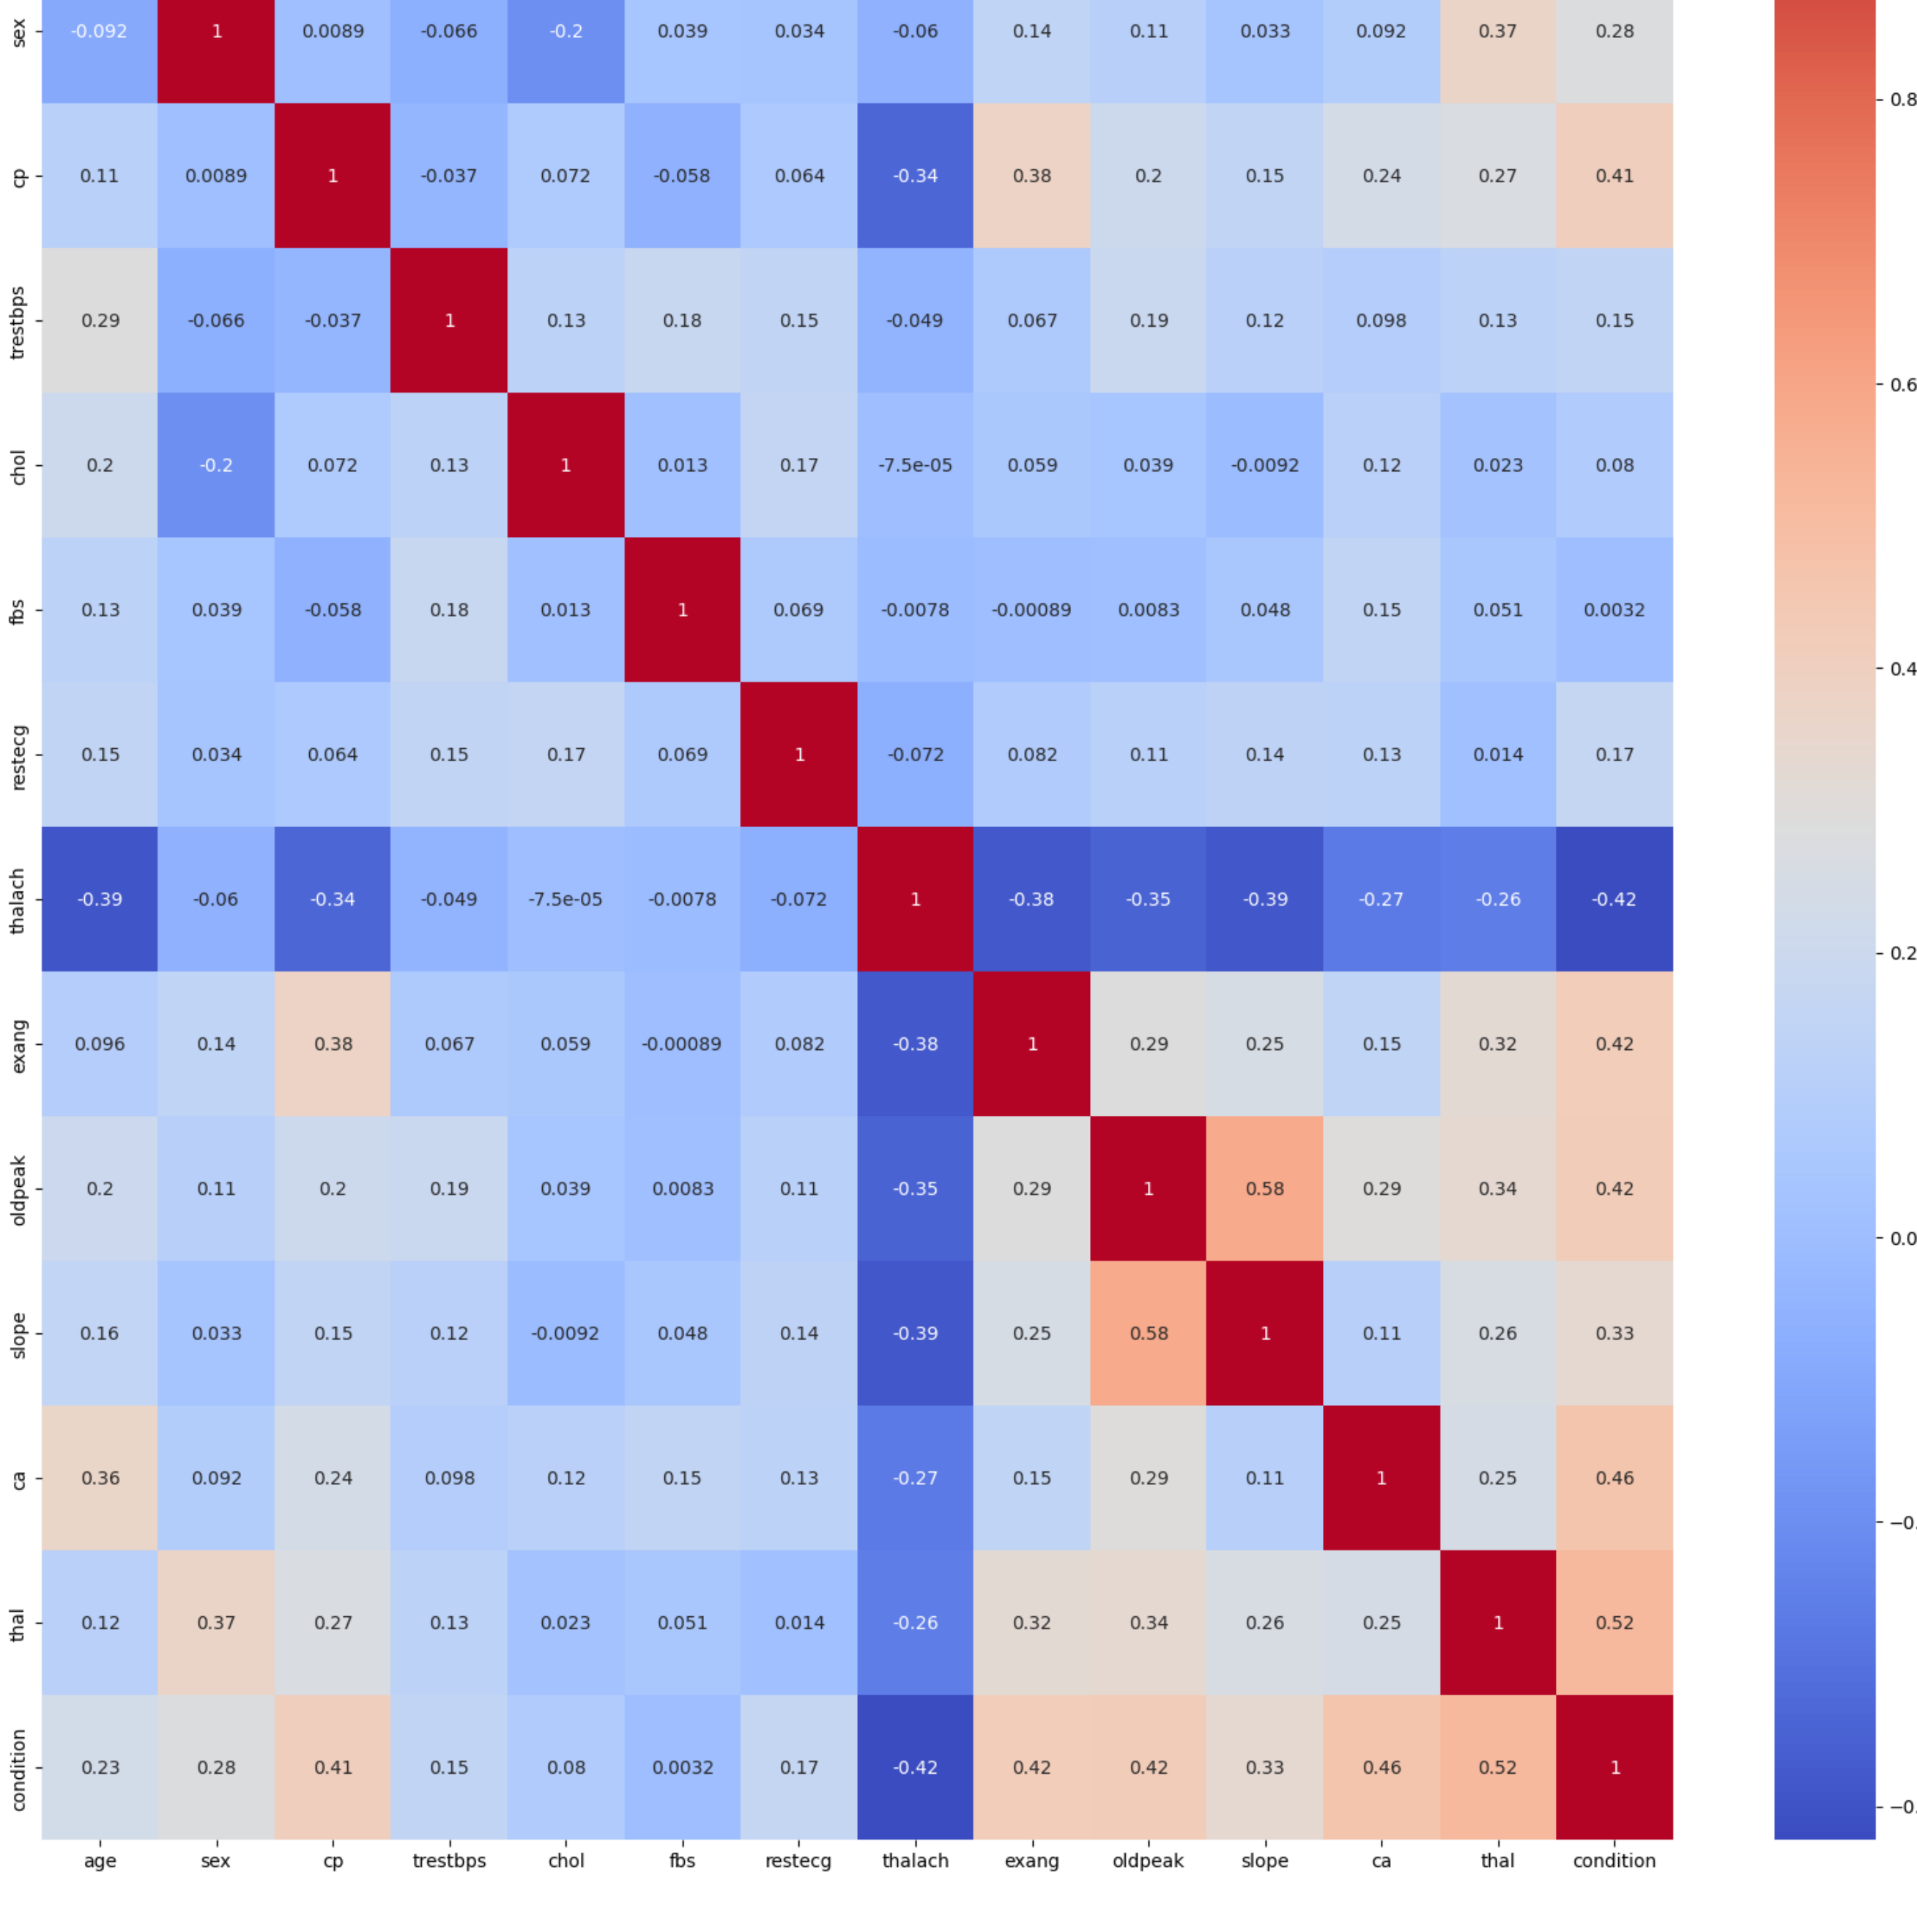 sex -0.092 1 0.0089 -0.066 -0.2 0.039 0.034 -0.06 0.14 0.11 0.033 0.092 0.37 0.28
cp 0.11 0.0089 1 -0.037 0.072 -0.058 0.064 -0.34 0.38 0.2 0.15 0.24 0.27 0.41
trestbps 0.29 -0.066 -0.037 1 0.13 0.18 0.15 -0.049 0.067 0.19 0.12 0.098 0.13 0.15
chol 0.2 -0.2 0.072 0.13 1 0.013 0.17 -7.5e-05 0.059 0.039 -0.0092 0.12 0.023 0.08
fbs 0.13 0.039 -0.058 0.18 0.013 1 0.069 -0.0078 -0.00089 0.0083 0.048 0.15 0.051 0.0032
restecg 0.15 0.034 0.064 0.15 0.17 0.069 1 -0.072 0.082 0.11 0.14 0.13 0.014 0.17
thalach -0.39 -0.06 -0.34 -0.049 -7.5e-05 -0.0078 -0.072 1 -0.38 -0.35 -0.39 -0.27 -0.26 -0.42
exang 0.096 0.14 0.38 0.067 0.059 -0.00089 0.082 -0.38 1 0.29 0.25 0.15 0.32 0.42
oldpeak 0.2 0.11 0.2 0.19 0.039 0.0083 0.11 -0.35 0.29 1 0.58 0.29 0.34 0.42
slope 0.16 0.033 0.15 0.12 -0.0092 0.048 0.14 -0.39 0.25 0.58 1 0.11 0.26 0.33
ca 0.36 0.092 0.24 0.098 0.12 0.15 0.13 -0.27 0.15 0.29 0.11 1 0.25 0.46
thal 0.12 0.37 0.27 0.13 0.023 0.051 0.014 -0.26 0.32 0.34 0.26 0.25 1 0.52
condition 0.23 0.28 0.41 0.15 0.08 0.0032 0.17 -0.42 0.42 0.42 0.33 0.46 0.52 1
age sex cp trestbps chol fbs restecg thalach exang oldpeak slope ca thal condition
0.8
0.6
0.4
0.2
0.0